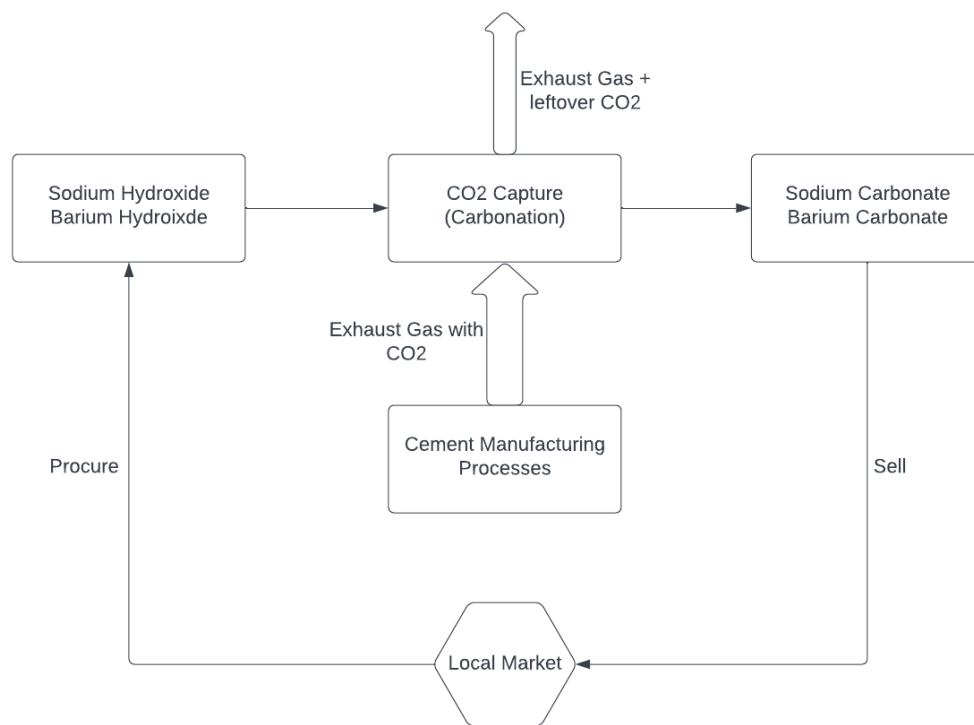 Exhaust Gas +
leftover CO2
Sodium Hydroxide
Barium Hydroixde
CO2 Capture
(Carbonation)
Sodium Carbonate
Barium Carbonate
Exhaust Gas with
CO2
Cement Manufacturing
Processes
Procure
Sell
Local Market